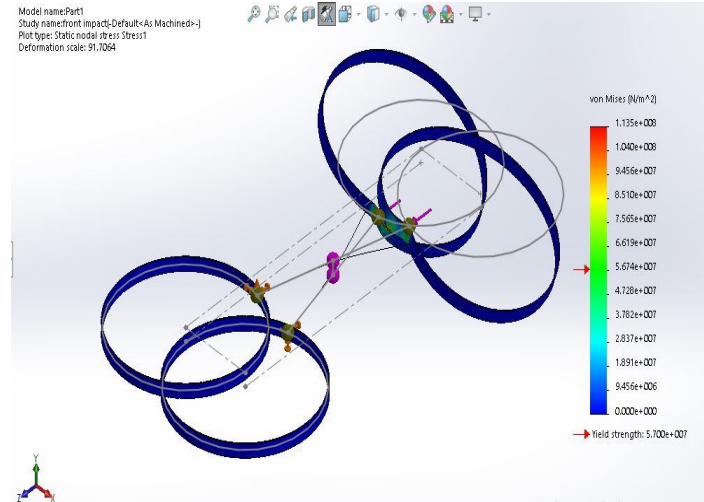 Model name:Part1
Study name:front impact(-Default<As Machined>-)
Plot type: Static nodal stress Stress1
Deformation scale: 91.7064
von Mises (N/m^2)
1.135e+008
1.040e+008
9.456e+007
8.510e+007
7.565e+007
6.619e+007
5.674e+007
4.728e+007
3.782e+007
2.837e+007
1.891e+007
9.456e+006
0.000e+000
Yield strength: 5.700e+007
Y
Z
X